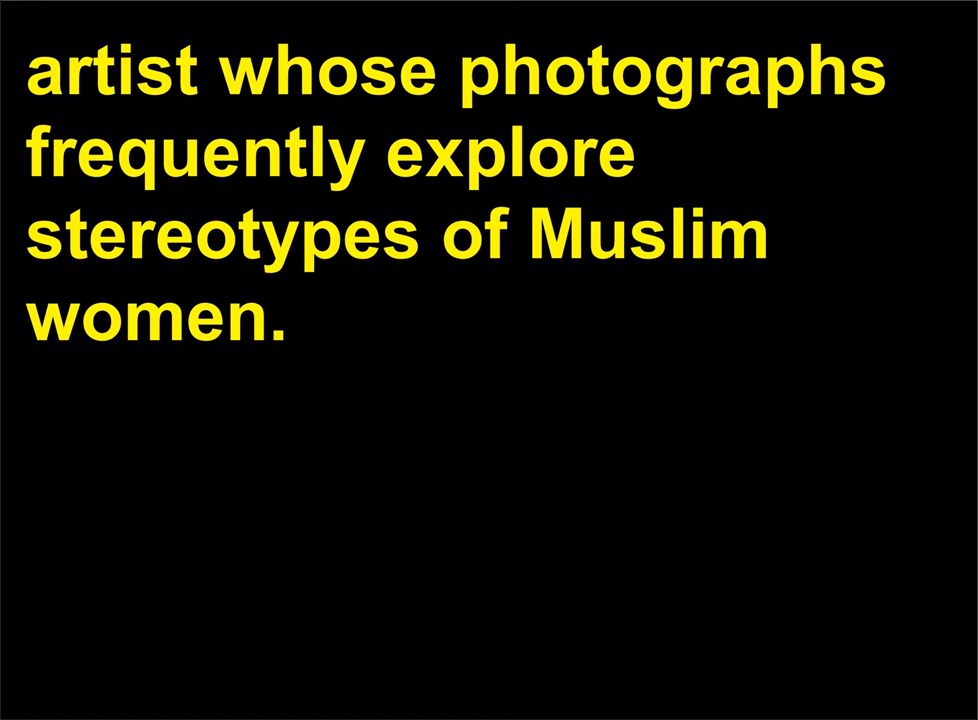 artist whose photographs
frequently explore
stereotypes of Muslim
women.